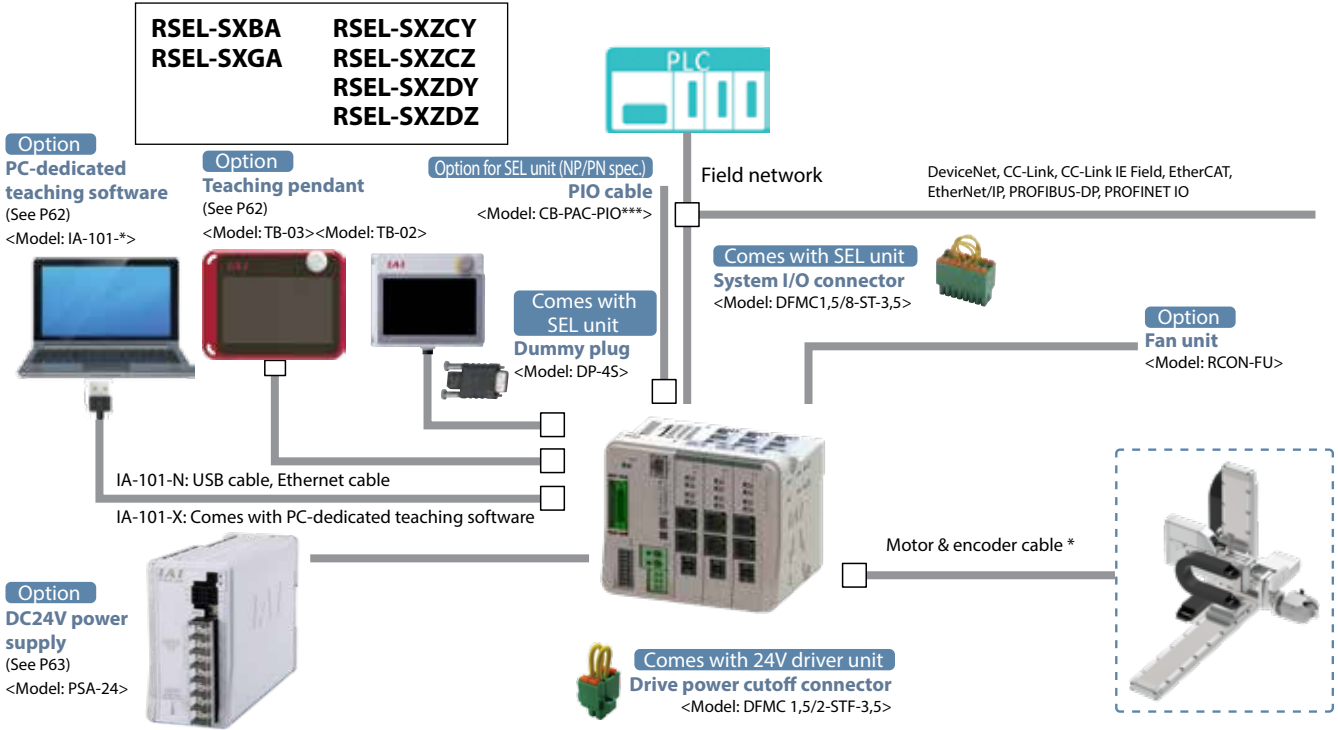 RSEL-SXBA RSEL-SXZCY
RSEL-SXGA RSEL-SXZCZ
RSEL-SXZDY
RSEL-SXZDZ
PLC
Option
PC-dedicated
teaching software
(See P62)
<Model: IA-101-*>
Option
Teaching pendant
(See P62)
<Model: TB-03><Model: TB-02>
Option for SEL unit (NP/PN spec.)
PIO cable
<Model: CB-PAC-PIO***>
Field network
DeviceNet, CC-Link, CC-Link IE Field, EtherCAT,
EtherNet/IP, PROFIBUS-DP, PROFINET IO
Comes with SEL unit
System I/O connector
<Model: DFMC1,5/8-ST-3,5>
IAI
IAI
Comes with
SEL unit
Dummy plug
<Model: DP-4S>
Option
Fan unit
<Model: RCON-FU>
IA-101-N: USB cable, Ethernet cable
IA-101-X: Comes with PC-dedicated teaching software
Motor & encoder cable *
IAI
Option
DC24V power
supply
(See P63)
<Model: PSA-24>
Comes with 24V driver unit
Drive power cutoff connector
<Model: DFMC 1,5/2-STF-3,5>